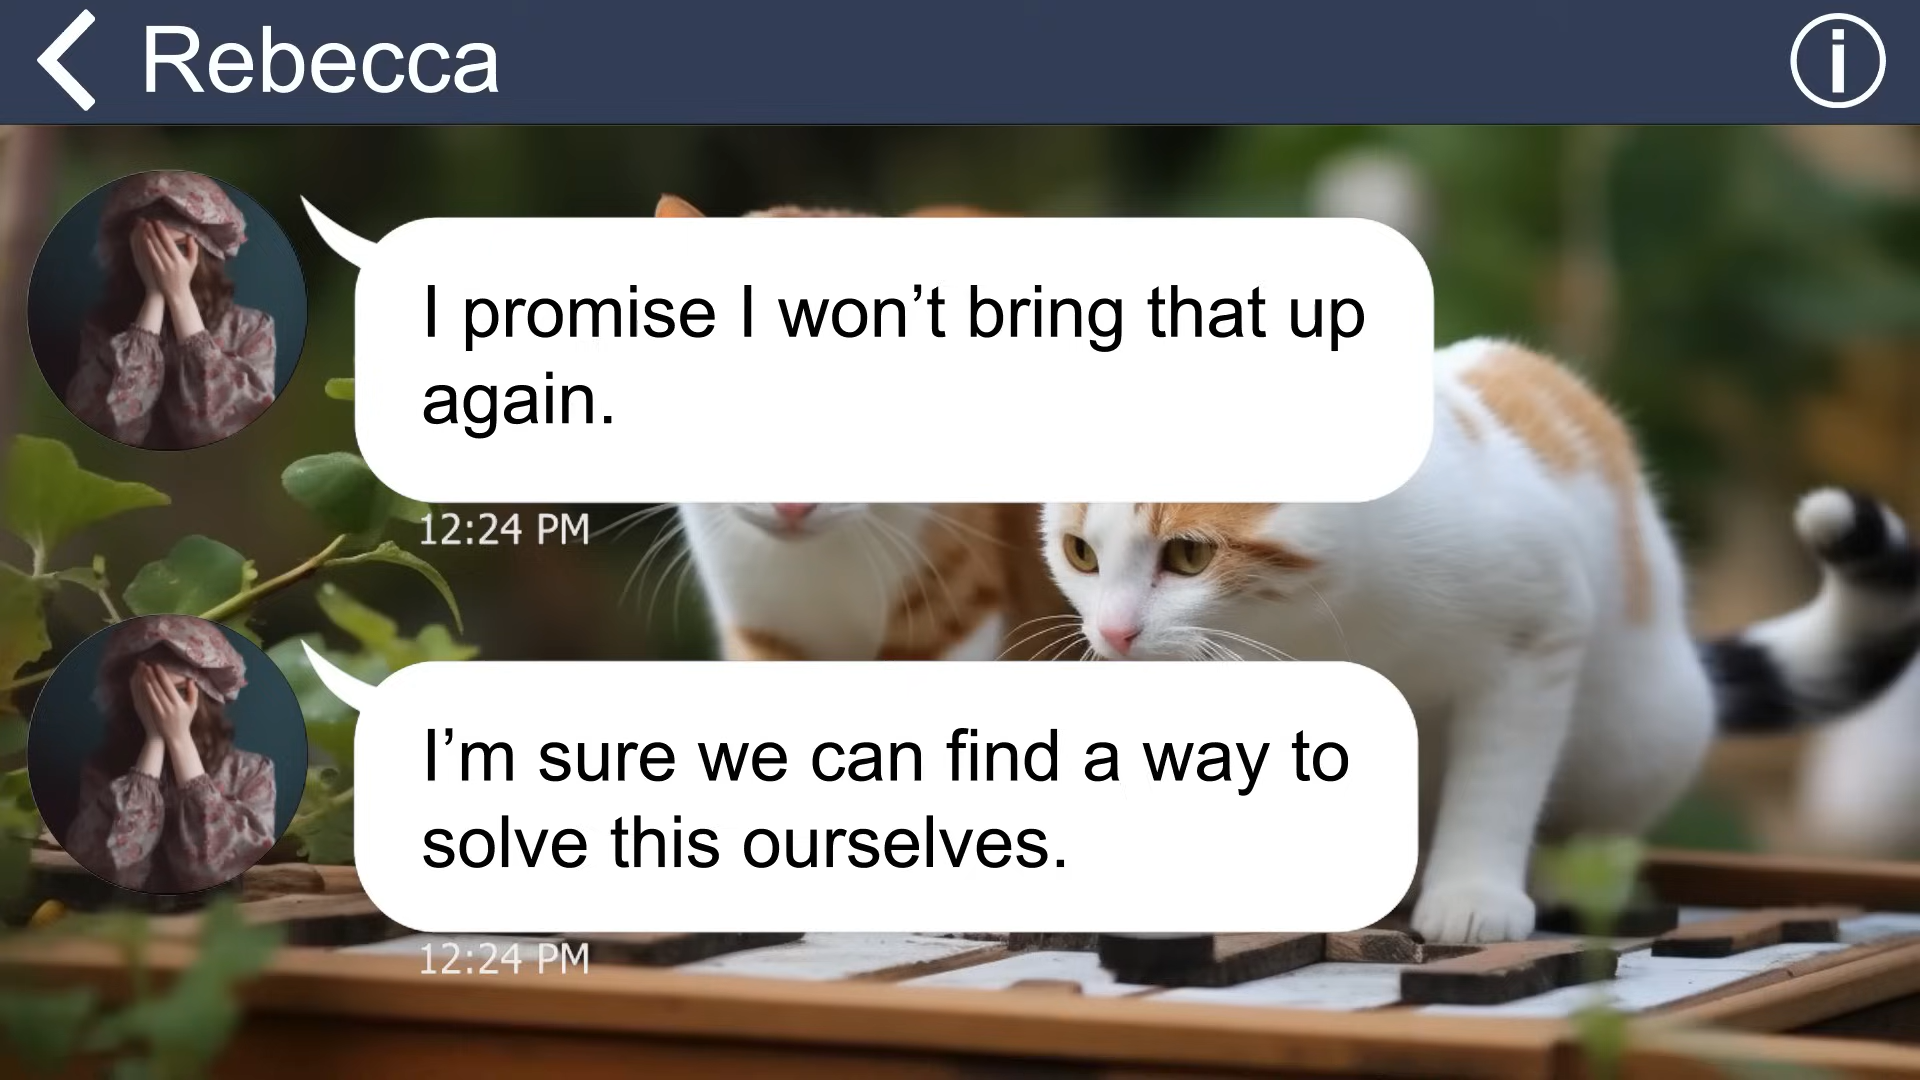 Rebecca
I promise I won’t bring that up
again.
12:24 PM
I’m sure we can find a way to
solve this ourselves.
12:24 PM